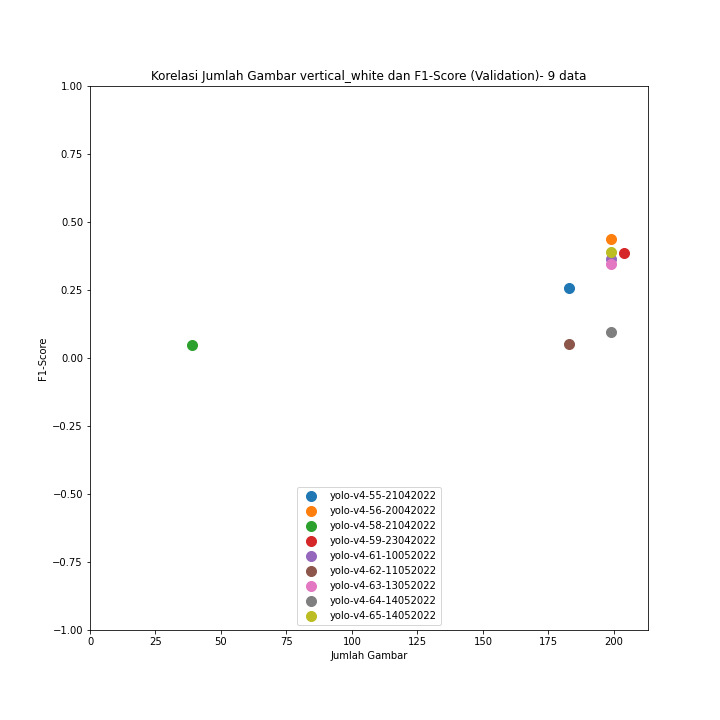 Korelasi Jumlah Gambar vertical_white dan F1-Score (Validation)- 9 data
1.00
0.75
0.50
0.25
0.00
−0.25
−0.50
−0.75
−1.00
F1-Score
yolo-v4-55-21042022
yolo-v4-56-20042022
yolo-v4-58-21042022
yolo-v4-59-23042022
yolo-v4-61-10052022
yolo-v4-62-11052022
yolo-v4-63-13052022
yolo-v4-64-14052022
yolo-v4-65-14052022
0 25 50 75 100 125 150 175 200
Jumlah Gambar